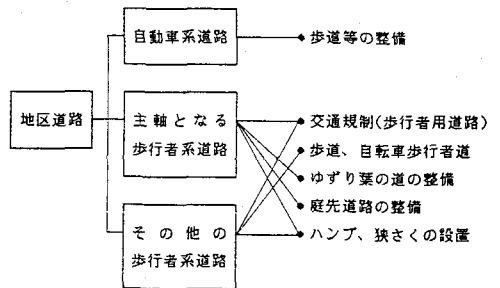 自動車系道路
歩道等の整備
地区道路
主軸となる
歩行者系道路
交通規制(歩行者用道路)
歩道、自転車歩行者道
ゆずり葉の道の整備
庭先道路の整備
ハンプ、狭さくの設置
その他の
歩行者系道路